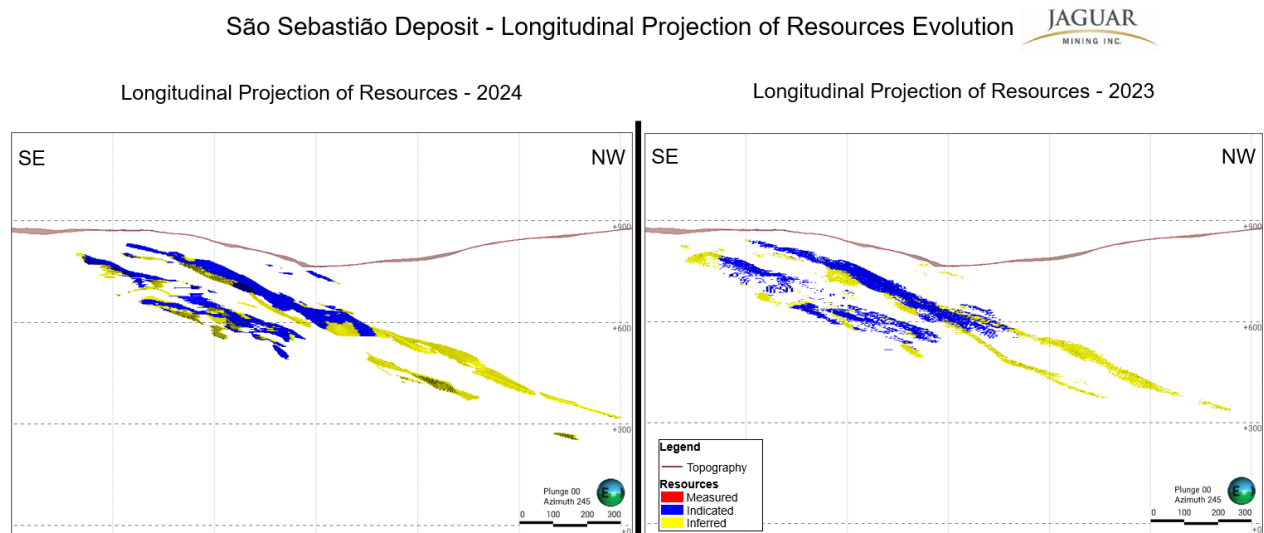 São Sebastião Deposit - Longitudinal Projection of Resources Evolution
JAGUAR
MINING INC.
Longitudinal Projection of Resources - 2024
Longitudinal Projection of Resources - 2023
SE
NW
SE
NW
+900
+900
+600
+600
+300
+300
Legend
Topography
Resources
Measured
Indicated
Inferred
Plunge 00
Azimuth 245
E
0 100 200 300
+0
Plunge 00
Azimuth 245
E
0 100 200 300
+0